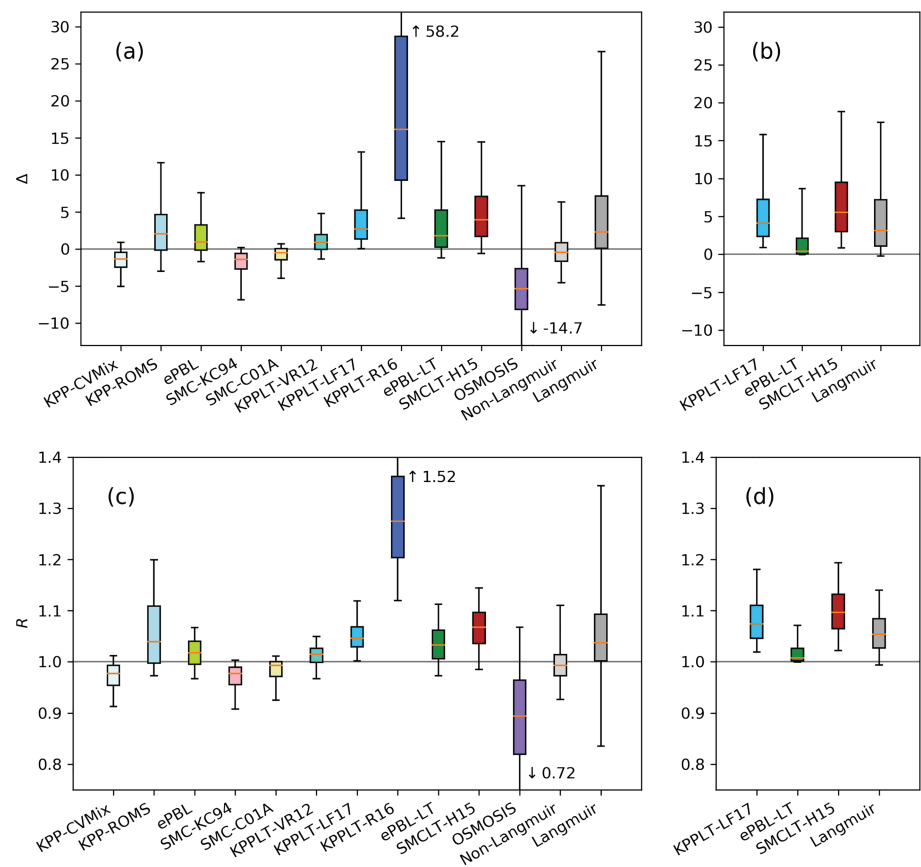 (a)
30
25
20
15
10
5
0
−5
−10
Δ
↑ 58.2
↓ -14.7
KPP-CVMix
KPP-ROMS
ePBL
SMC-KC94
SMC-C01A
KPPLT-VR12
KPPLT-LF17
KPPLT-R16
ePBL-LT
SMCLT-H15
OSMOSIS
Non-Langmuir
Langmuir
(b)
30
25
20
15
10
5
0
−5
−10
KPPLT-LF17
ePBL-LT
SMCLT-H15
Langmuir
(c)
1.4
1.3
1.2
1.1
1.0
0.9
0.8
R
↑ 1.52
↓ 0.72
KPP-CVMix
KPP-ROMS
ePBL
SMC-KC94
SMC-C01A
KPPLT-VR12
KPPLT-LF17
KPPLT-R16
ePBL-LT
SMCLT-H15
OSMOSIS
Non-Langmuir
Langmuir
(d)
1.4
1.3
1.2
1.1
1.0
0.9
0.8
KPPLT-LF17
ePBL-LT
SMCLT-H15
Langmuir